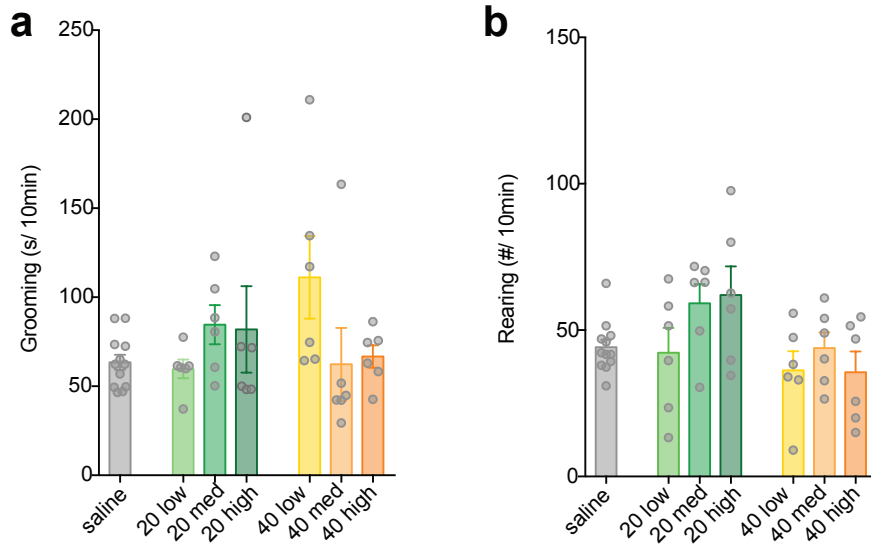 a
250
200
150
100
50
0
Grooming (s/ 10min)
saline
20 low
20 med
20 high
40 low
40 med
40 high
b
150
100
50
0
Rearing (#/ 10min)
saline
20 low
20 med
20 high
40 low
40 med
40 high